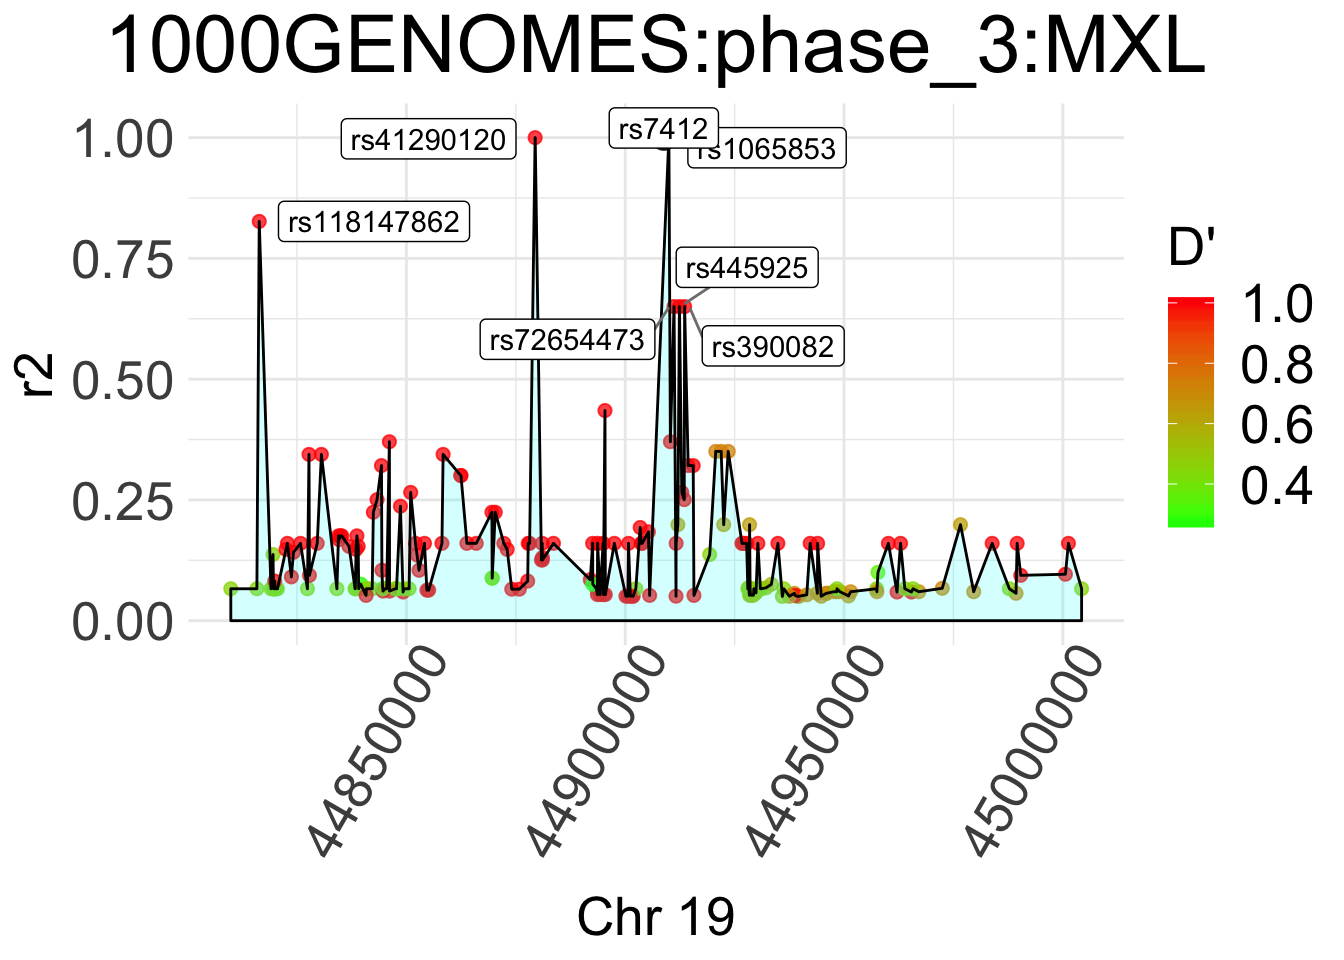 1000GENOMES:phase_3:MXL
rs7412
rs41290120
rs1065853
rs118147862
rs445925
rs72654473
rs390082
r2
1.00
0.75
0.50
0.25
0.00
44850000
44900000
44950000
45000000
Chr 19
D'
1.0
0.8
0.6
0.4